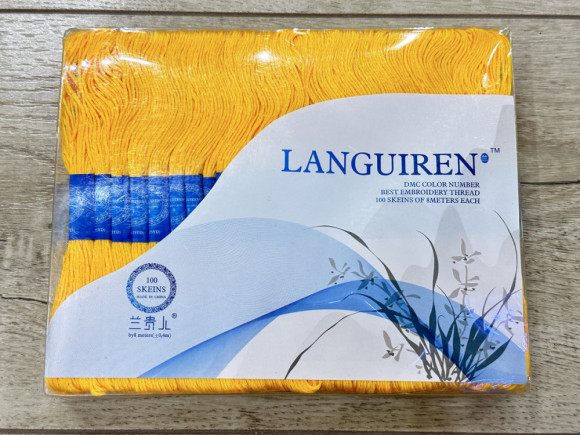 LANGUIREN™
DMC COLOR NUMBER
BEST EMBROIDERY THREAD
100 SKEINS OF 8METERS EACH
100
SKEINS
MADE IN CHINA
兰贵人®